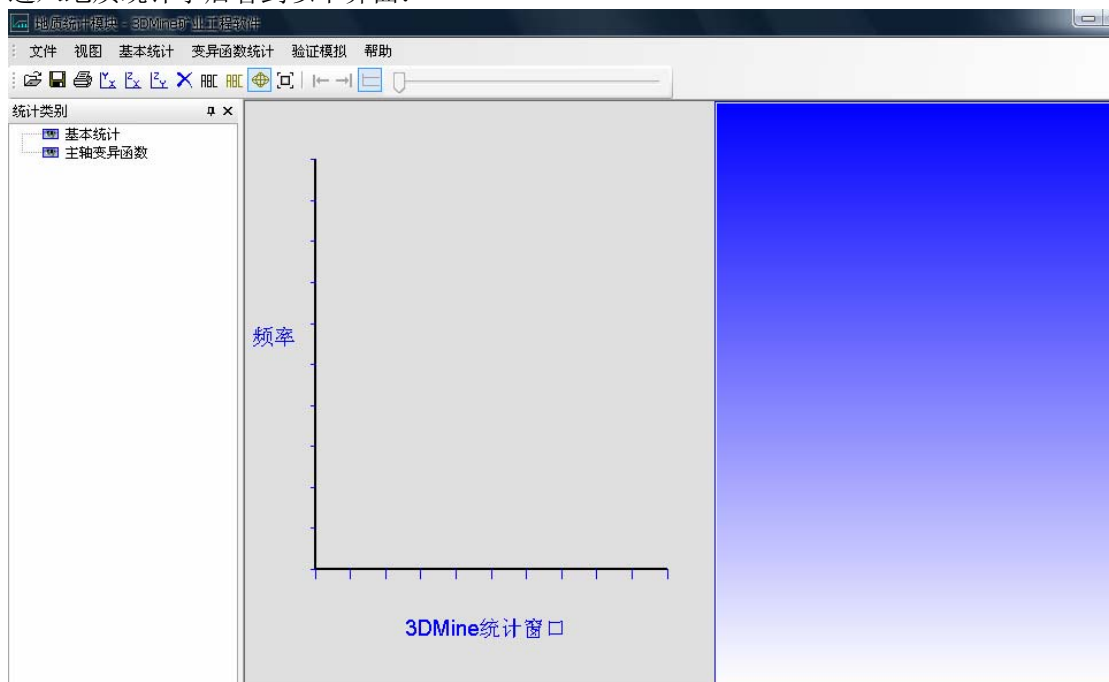 进入地质统计学后看到以下界面:
地质统计模块 - 3DMine矿业工程软件
文件 视图 基本统计 变异函数统计 验证模拟 帮助
Y X Z X Z Y ABC ABC
统计类别
基本统计
主轴变异函数
频率
3DMine统计窗口